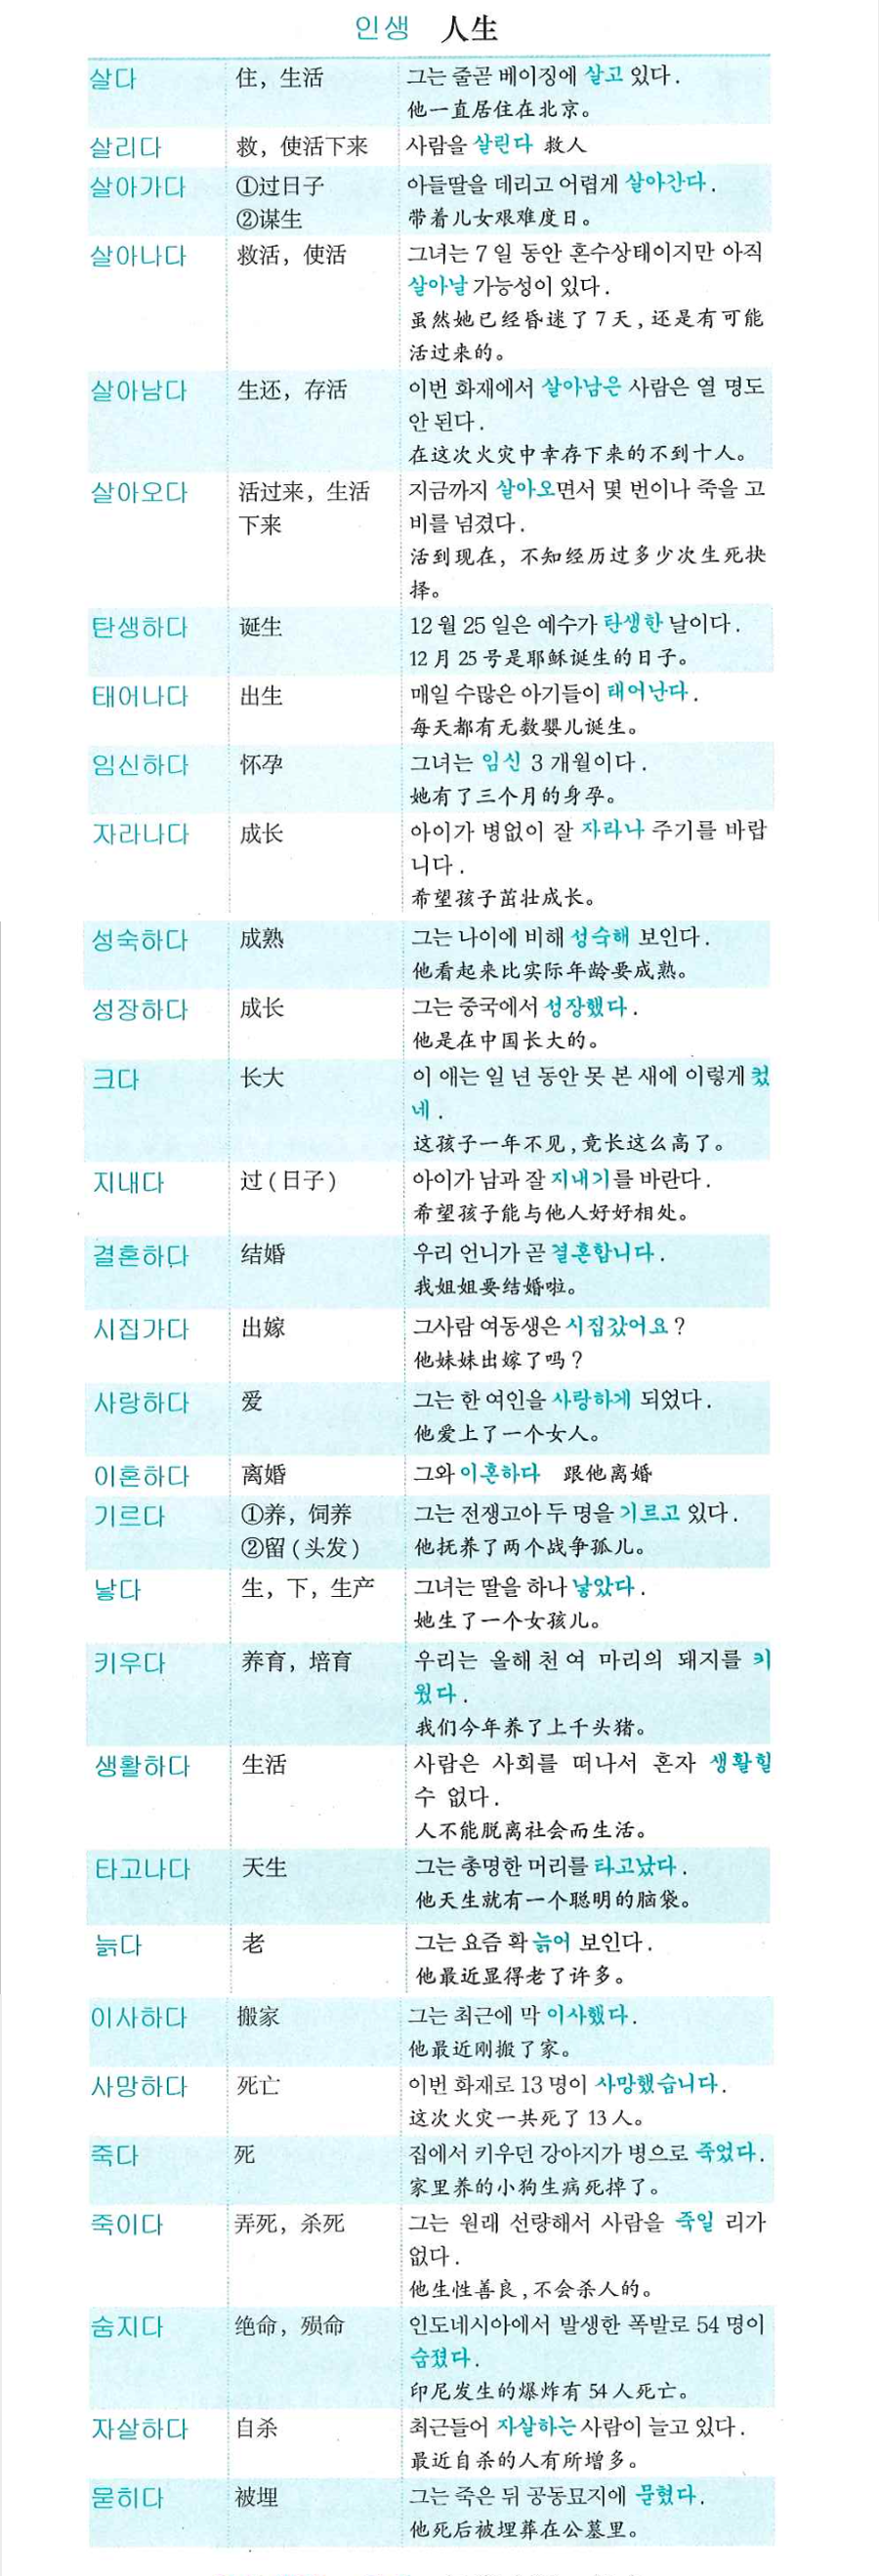 인생 人生
살다 住，生活 그는 줄곧 베이징에 살고 있다.
他一直居住在北京。
살리다 救，使活下来 사람을 살린다 救人
살아가다 ①过日子 아들딸을 데리고 어렵게 살아간다.
②谋生 带着儿女艰难度日。
살아나다 救活，使活 그녀는 7일 동안 혼수상태이지만 아직
살아날 가능성이 있다.
虽然她已经昏迷了7天,还是有可能
活过来的。
살아남다 生还，存活 이번 화재에서 살아남은 사람은 열 명도
안 된다.
在这次火灾中幸存下来的不到十人。
살아오다 活过来，生活 지금까지 살아오면서 몇 번이나 죽을 고
下来 비를 넘겼다.
活到现在，不知经历过多少次生死抉
择。
탄생하다 诞生 12월 25일은 예수가 탄생한 날이다.
12月25号是耶稣诞生的日子。
태어나다 出生 매일 수많은 아기들이 태어난다.
每天都有无数婴儿诞生。
임신하다 怀孕 그녀는 임신 3개월이다.
她有了三个月的身孕。
자라나다 成长 아이가 병없이 잘 자라나 주기를 바랍
니다.
希望孩子茁壮成长。
성숙하다 成熟 그는 나이에 비해 성숙해 보인다.
他看起来比实际年龄要成熟。
성장하다 成长 그는 중국에서 성장했다.
他是在中国长大的。
크다 长大 이 애는 일 년 동안 못 본 새에 이렇게 컸
네.
这孩子一年不见,竟长这么高了。
지내다 过(日子) 아이가 남과 잘 지내기를 바란다.
希望孩子能与他人好好相处。
결혼하다 结婚 우리 언니가 곧 결혼합니다.
我姐姐要结婚啦。
시집가다 出嫁 그사람 여동생은 시집갔어요?
他妹妹出嫁了吗?
사랑하다 爱 그는 한 여인을 사랑하게 되었다.
他爱上了一个女人。
이혼하다 离婚 그와 이혼하다 跟他离婚
기르다 ①养，饲养 그는 전쟁고아 두 명을 기르고 있다.
②留(头发) 他抚养了两个战争孤儿。
낳다 生，下，生产 그녀는 딸을 하나 낳았다.
她生了一个女孩儿。
키우다 养育，培育 우리는 올해 천 여 마리의 돼지를 키
웠다.
我们今年养了上千头猪。
생활하다 生活 사람은 사회를 떠나서 혼자 생활힐
수 없다.
人不能脱离社会而生活。
타고나다 天生 그는 총명한 머리를 타고났다.
他天生就有一个聪明的脑袋。
늙다 老 그는 요즘 확 늙어 보인다.
他最近显得老了许多。
이사하다 搬家 그는 최근에 막 이사했다.
他最近刚搬了家。
사망하다 死亡 이번 화재로 13명이 사망했습니다.
这次火灾一共死了13人。
죽다 死 집에서 키우던 강아지가 병으로 죽었다.
家里养的小狗生病死掉了。
죽이다 弄死，杀死 그는 원래 선량해서 사람을 죽일 리가
없다.
他生性善良,不会杀人的。
숨지다 绝命，殒命 인도네시아에서 발생한 폭발로 54명이
숨졌다.
印尼发生的爆炸有54人死亡。
자살하다 自杀 최근들어 자살하는 사람이 늘고 있다.
最近自杀的人有所增多。
묻히다 被埋 그는 죽은 뒤 공동묘지에 묻혔다.
他死后被埋葬在公墓里。